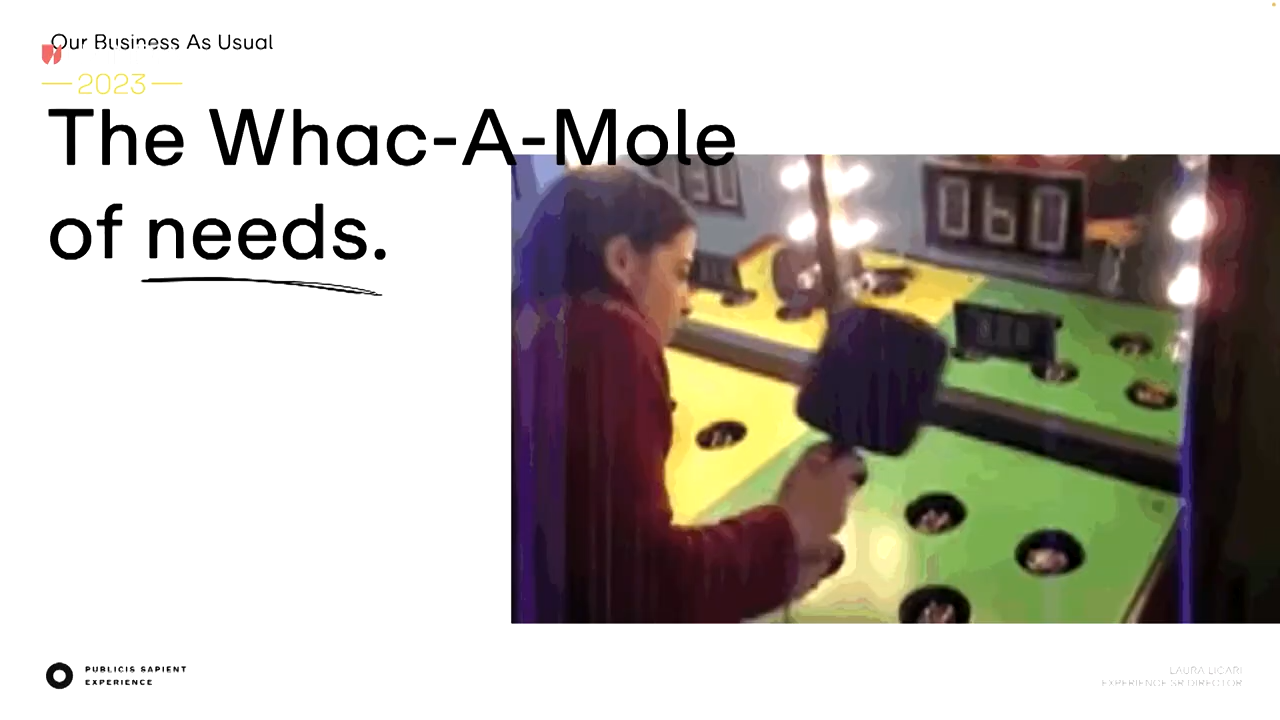 Our Business As Usual
2023
The Whac-A-Mole
of needs.
060
PUBLICIS SAPIENT
EXPERIENCE
LAURA LICARI
EXPERIENCE SR DIRECTOR